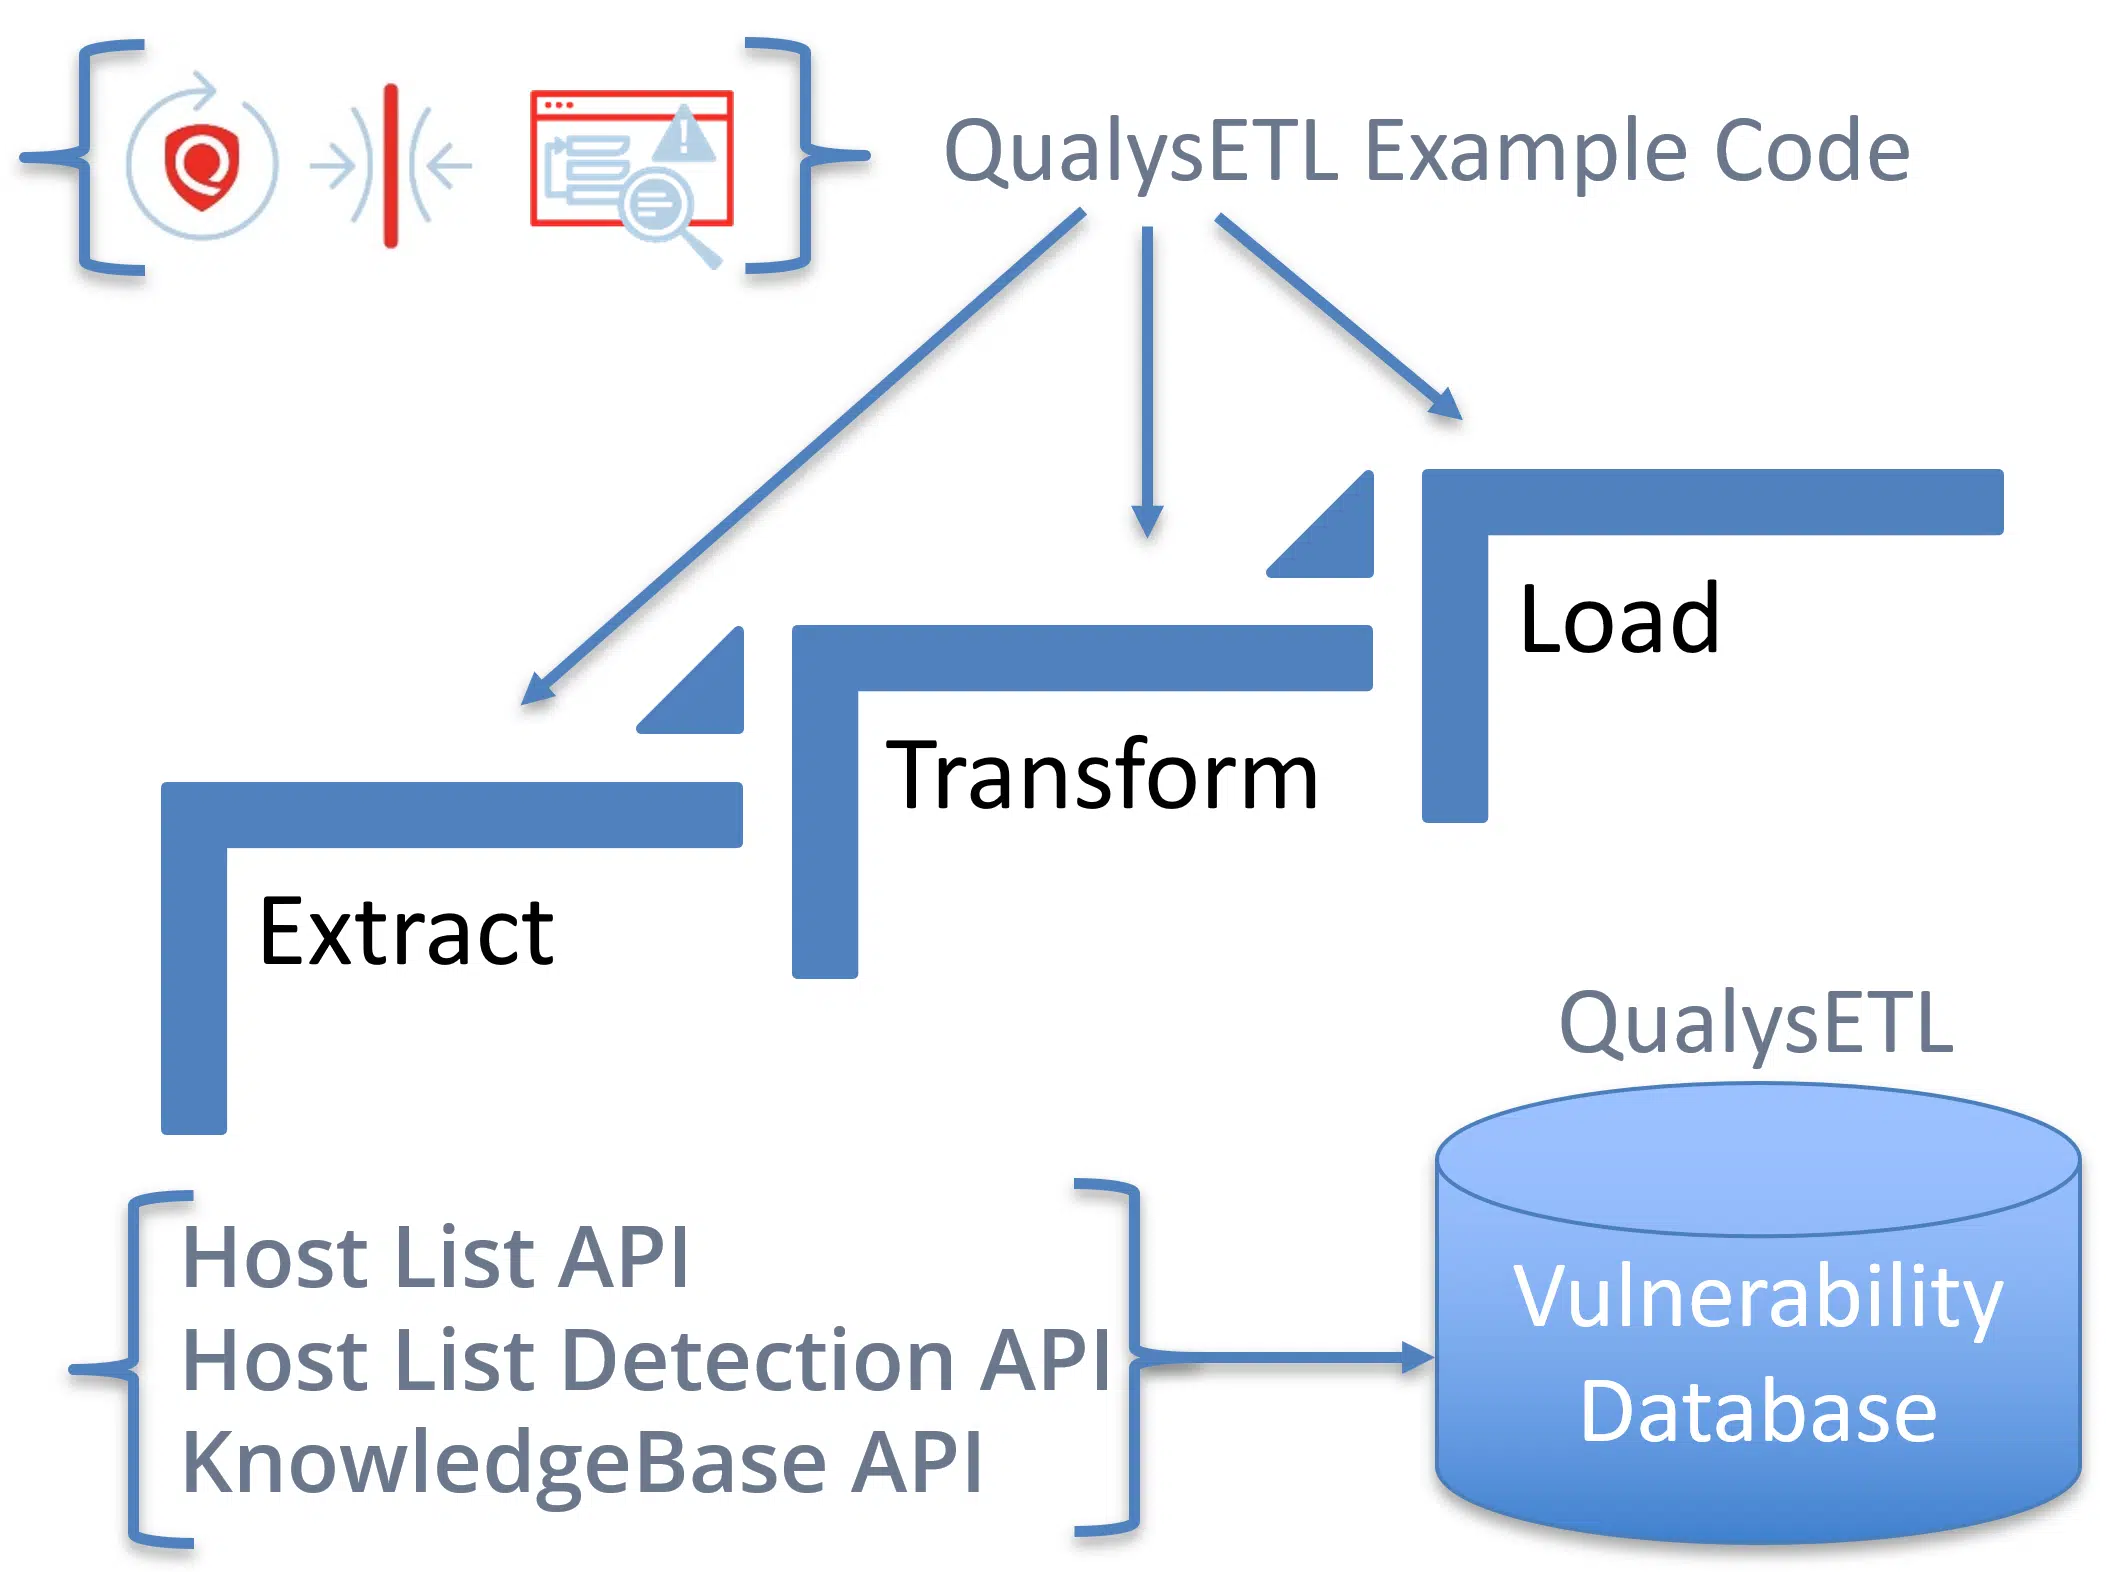 QualysETL Example Code
Load
Transform
Extract
QualysETL
Vulnerability
Database
Host List API
Host List Detection API
KnowledgeBase API